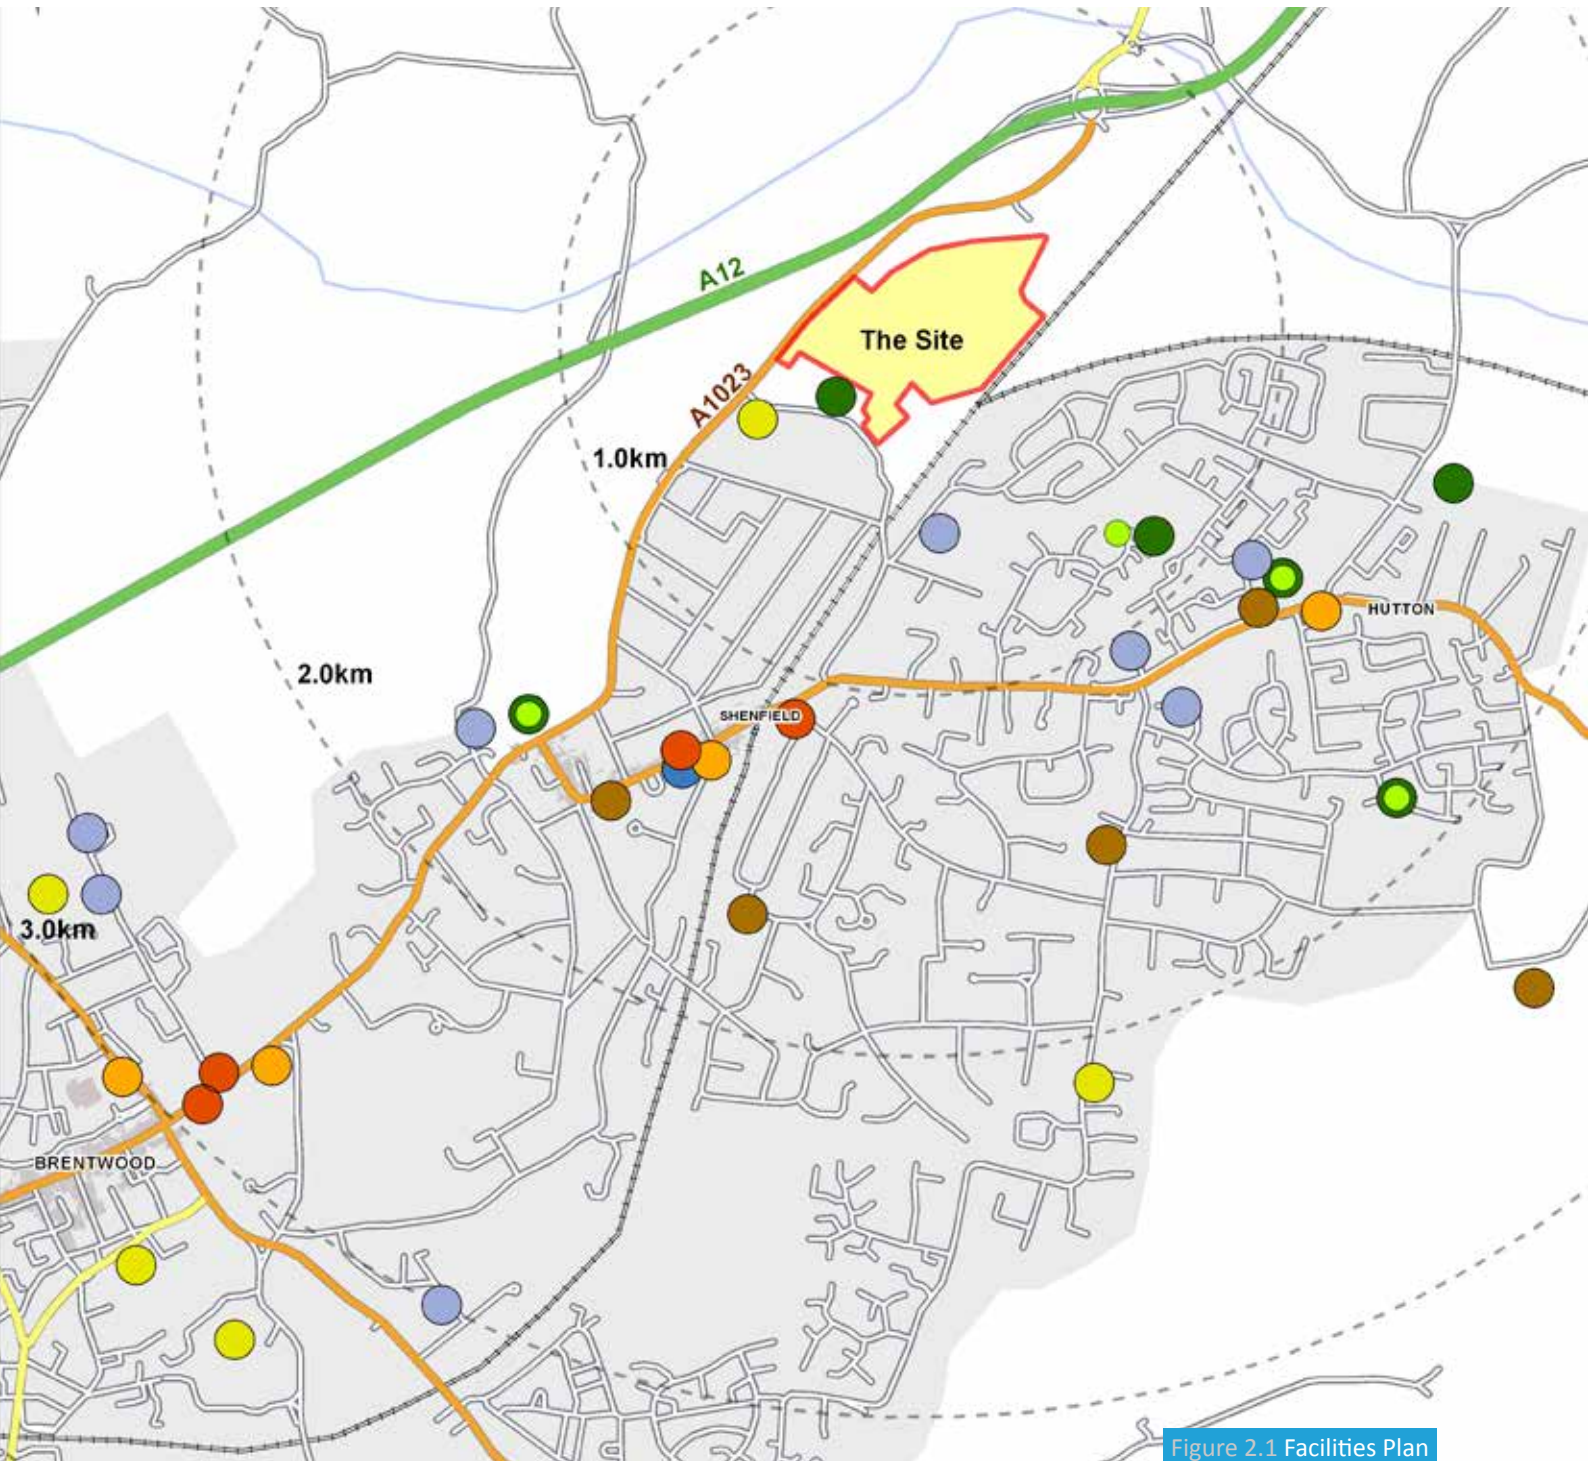 A12
The Site
A1023
1.0km
HUTTON
2.0km
SHENFIELD
3.0km
BRENTWOOD
Figure 2.1 Facilities Plan